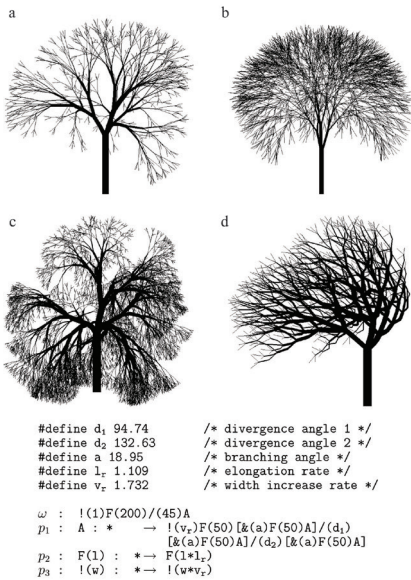 a
b
c
d
#define d₁ 94.74 /* divergence angle 1 */
#define d₂ 132.63 /* divergence angle 2 */
#define a 18.95 /* branching angle */
#define lᵣ 1.109 /* elongation rate */
#define vᵣ 1.732 /* width increase rate */
ω : !(1)F(200)/(45)A
p₁ : A : * → !(vᵣ)F(50)[&(a)F(50)A]/(d₁)
[&(a)F(50)A]/(d₂)[&(a)F(50)A]
p₂ : F(l) : * → F(l*lᵣ)
p₃ : !(w) : * → !(w*vᵣ)